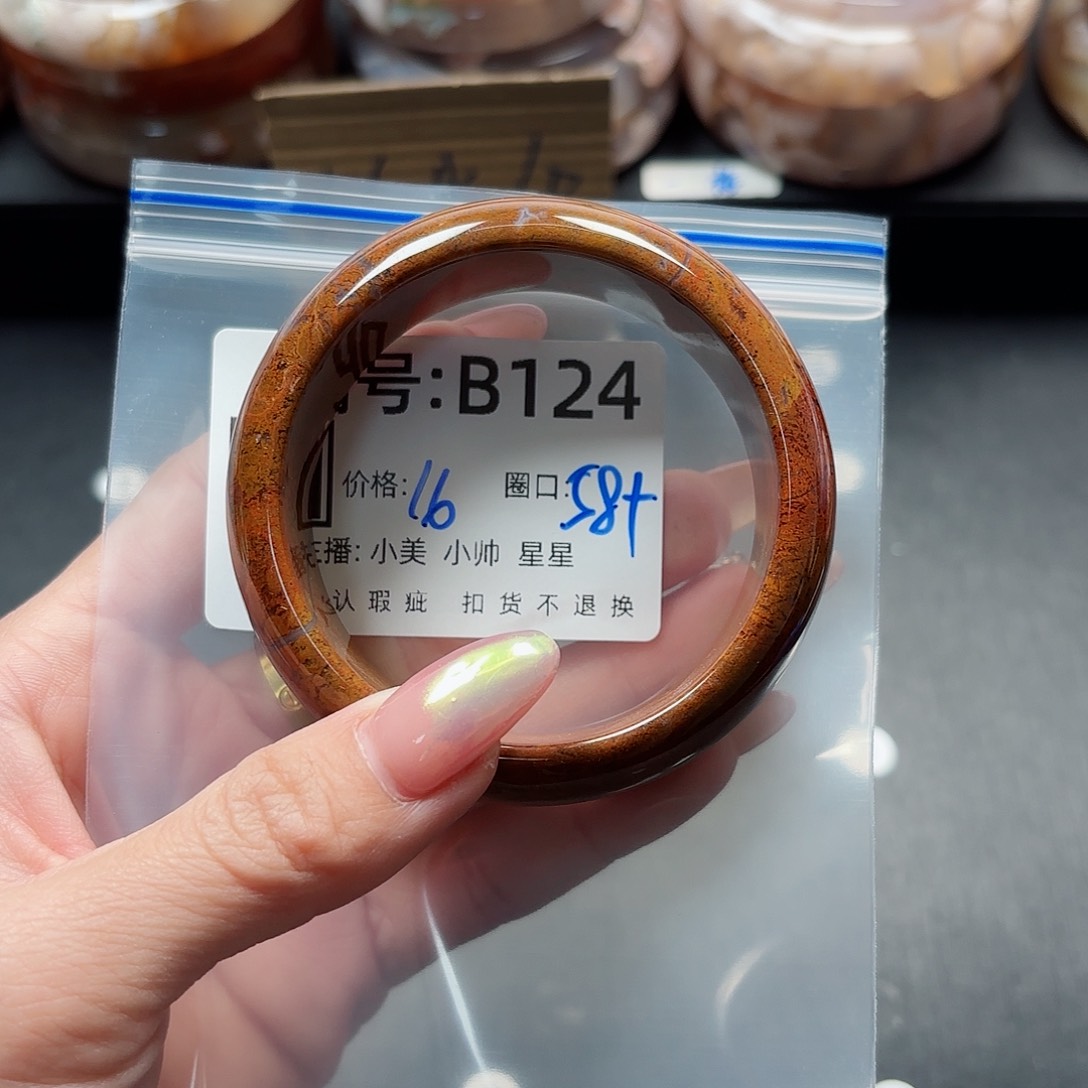 号:B124
价格:16 圈口:58+
主播: 小美 小帅 星星
认 瑕 疵 扣 货 不 退 换